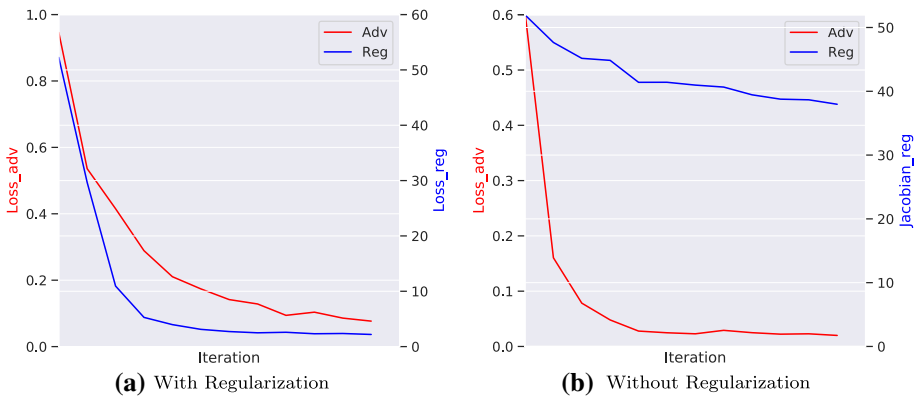 1.0
0.8
0.6
0.4
0.2
0.0
Loss_adv
60
50
40
30
20
10
0
Loss_reg
Adv
Reg
Iteration
(a) With Regularization
0.6
0.5
0.4
0.3
0.2
0.1
0.0
Loss_adv
50
40
30
20
10
0
Jacobian_reg
Adv
Reg
Iteration
(b) Without Regularization